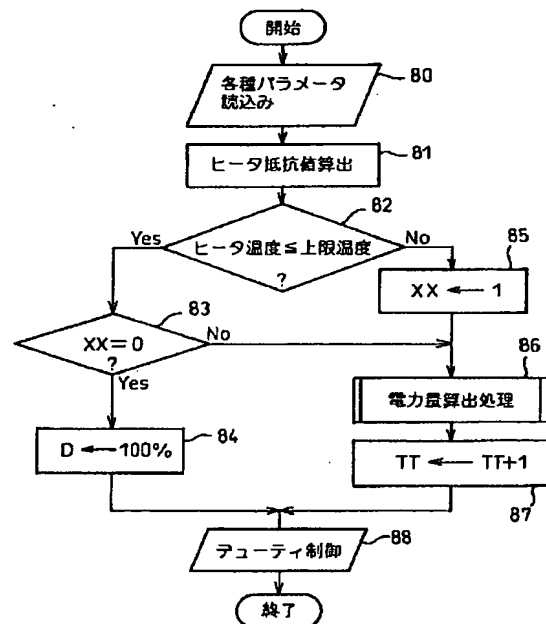 開始
各種パラメータ
読込み
80
ヒータ抵抗値算出
81
82
ヒータ温度≦上限温度
?
Yes
No
85
XX ← 1
83
XX=0
?
No
Yes
86
電力量算出処理
D ← 100%
84
TT ← TT+1
87
デューティ制御
88
終了